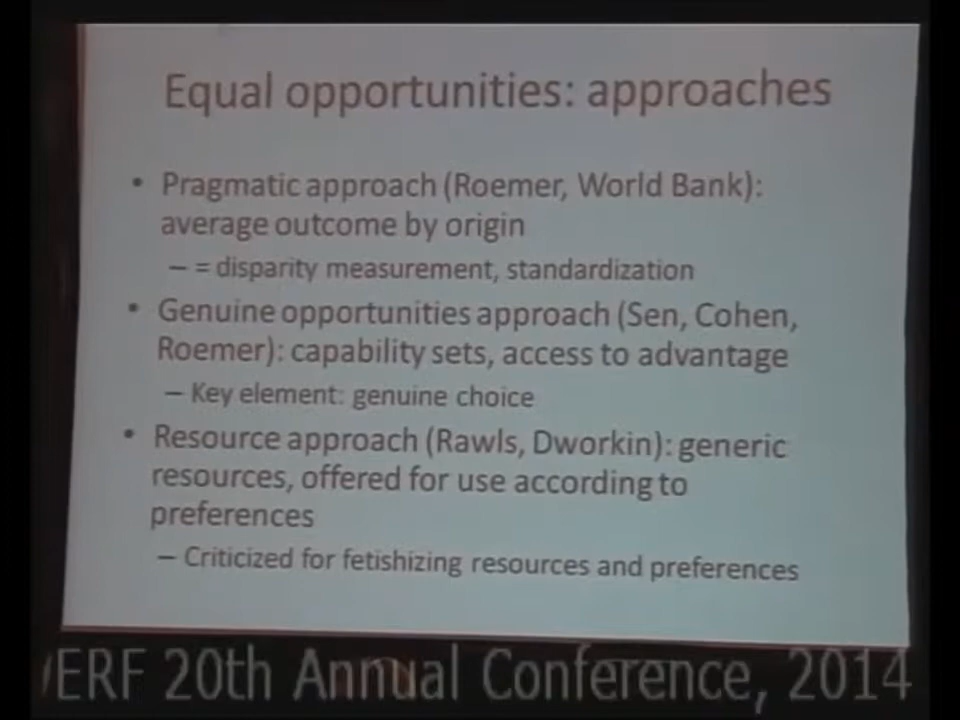 Equal opportunities: approaches
• Pragmatic approach (Roemer, World Bank):
average outcome by origin
– = disparity measurement, standardization
• Genuine opportunities approach (Sen, Cohen,
Roemer): capability sets, access to advantage
– Key element: genuine choice
• Resource approach (Rawls, Dworkin): generic
resources, offered for use according to
preferences
– Criticized for fetishizing resources and preferences
ERF 20th Annual Conference, 2014